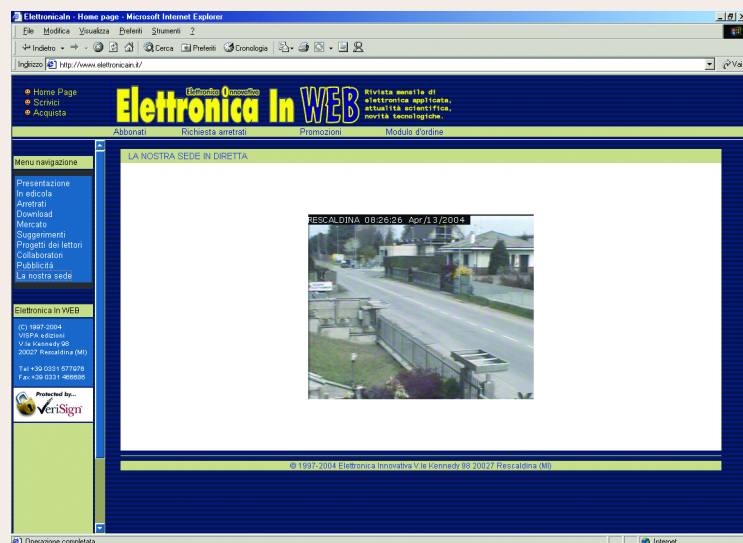 ElettronicaIn - Home page - Microsoft Internet Explorer
File Modifica Visualizza Preferiti Strumenti ?
Indietro Cerca Preferiti Cronologia
Indirizzo http://www.elettronicain.it/ Vai
Home Page
Scrivici
Acquista
Elettronica Innovativa
Elettronica In WEB
Rivista mensile di
elettronica applicata,
attualità scientifica,
novità tecnologiche.
Abbonati Richiesta arretrati Promozioni Modulo d'ordine
Menu navigazione
Presentazione
In edicola
Arretrati
Download
Mercato
Suggerimenti
Progetti dei lettori
Collaboratori
Pubblicitá
La nostra sede
Elettronica In WEB
(C) 1997-2004
VISPA edizioni
V.le Kennedy 98
20027 Rescaldina (MI)
Tel +39 0331 577976
Fax +39 0331 466686
Protected by...
VeriSign
LA NOSTRA SEDE IN DIRETTA
RESCALDINA 08:26:26 Apr/13/2004
© 1997-2004 Elettronica Innovativa V.le Kennedy 98 20027 Rescaldina (MI)
Operazione completata Internet